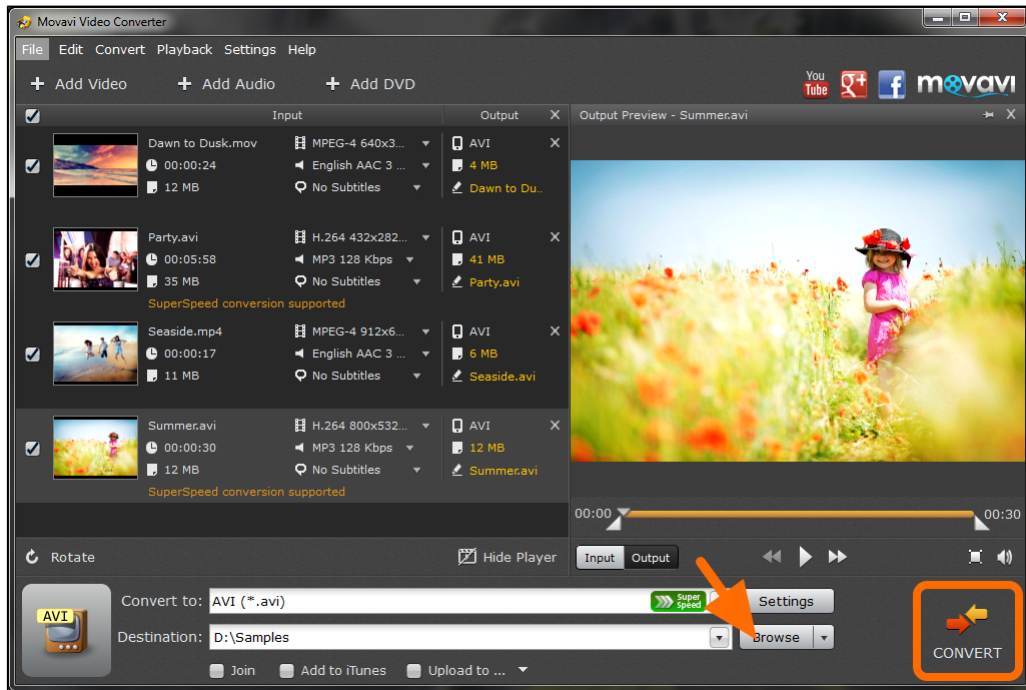 Movavi Video Converter
File Edit Convert Playback Settings Help
+ Add Video + Add Audio + Add DVD
You Tube g+ f movavi
Input Output X Output Preview - Summer.avi X
Dawn to Dusk.mov MPEG-4 640x3... AVI X
00:00:24 English AAC 3 ... 4 MB
12 MB No Subtitles Dawn to Du..
Party.avi H.264 432x282... AVI X
00:05:58 MP3 128 Kbps 41 MB
35 MB No Subtitles Party.avi
SuperSpeed conversion supported
Seaside.mp4 MPEG-4 912x6... AVI X
00:00:17 English AAC 3 ... 6 MB
11 MB No Subtitles Seaside.avi
Summer.avi H.264 800x532... AVI X
00:00:30 MP3 128 Kbps 12 MB
12 MB No Subtitles Summer.avi
SuperSpeed conversion supported
00:00 00:30
Rotate Hide Player Input Output
AVI
Convert to: AVI (*.avi) Super Speed Settings
Destination: D:\Samples Browse
Join Add to iTunes Upload to ...
CONVERT